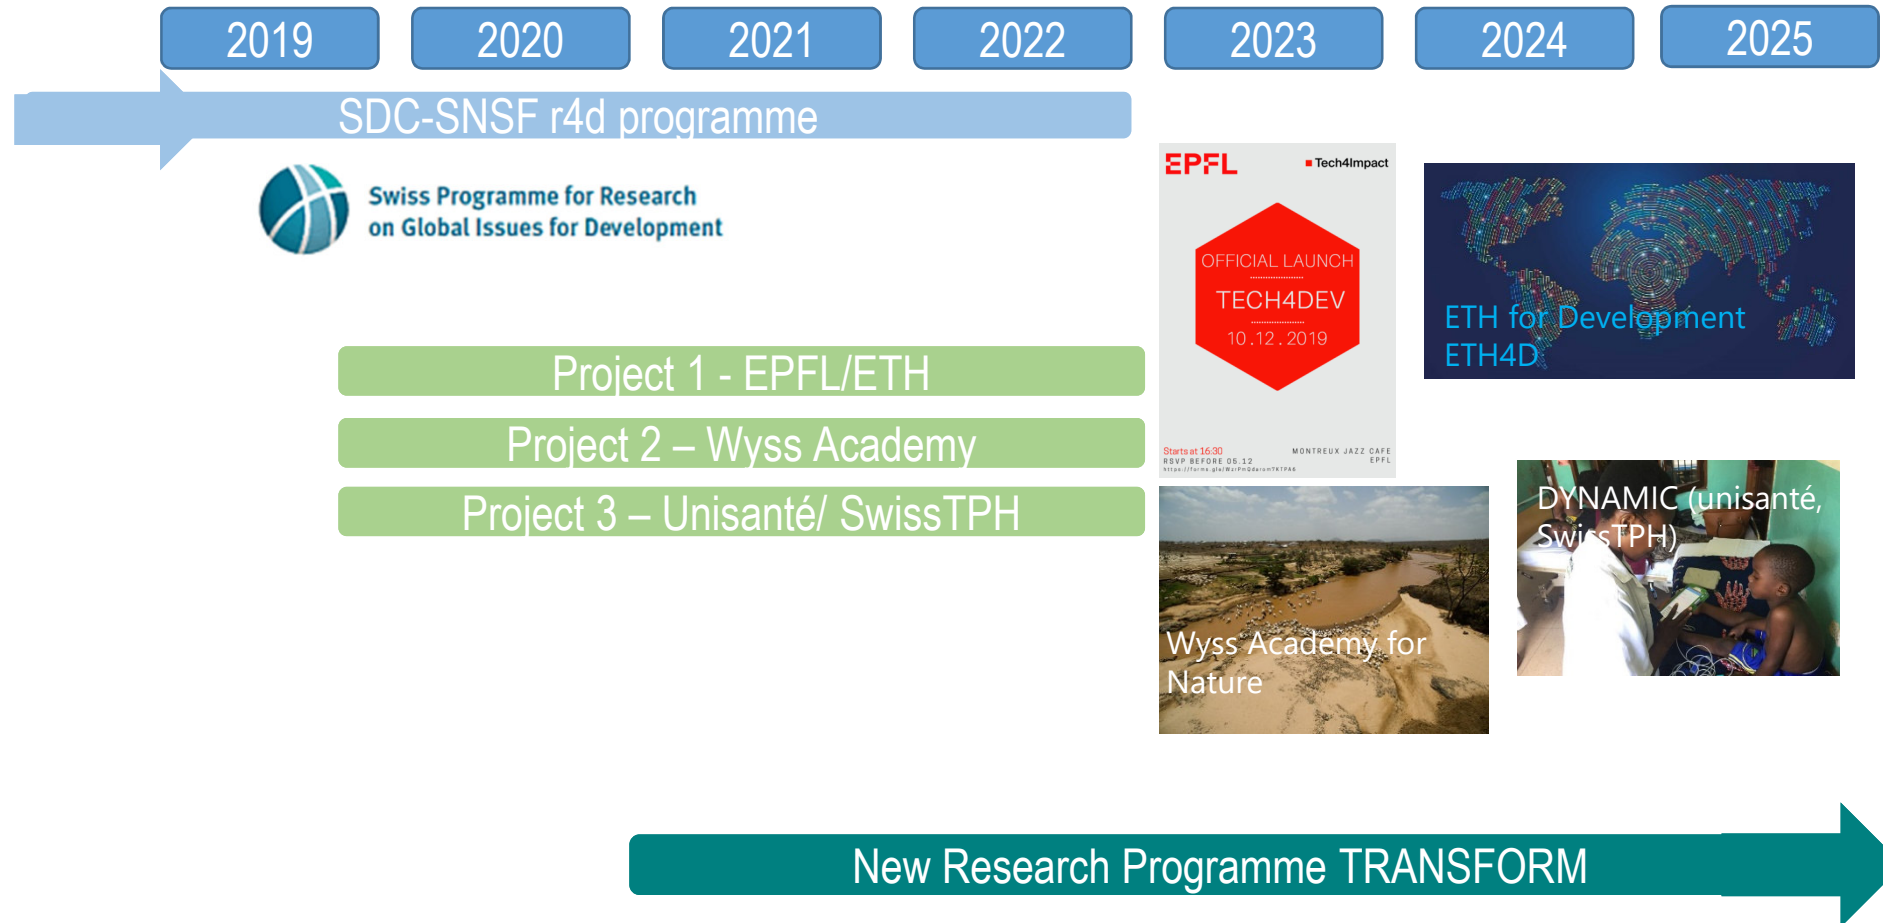 2019
2020
2021
2022
2023
2024
2025
SDC-SNSF r4d programme
Swiss Programme for Research
on Global Issues for Development
Project 1 - EPFL/ETH
Project 2 – Wyss Academy
Project 3 – Unisanté/ SwissTPH
EPFL
Tech4Impact
OFFICIAL LAUNCH
TECH4DEV
10.12.2019
Starts at 16:30
RSVP BEFORE 05.12
MONTREUX JAZZ CAFE
EPFL
ETH for Development
ETH4D
Wyss Academy for
Nature
DYNAMIC (unisanté,
SwissTPH)
New Research Programme TRANSFORM